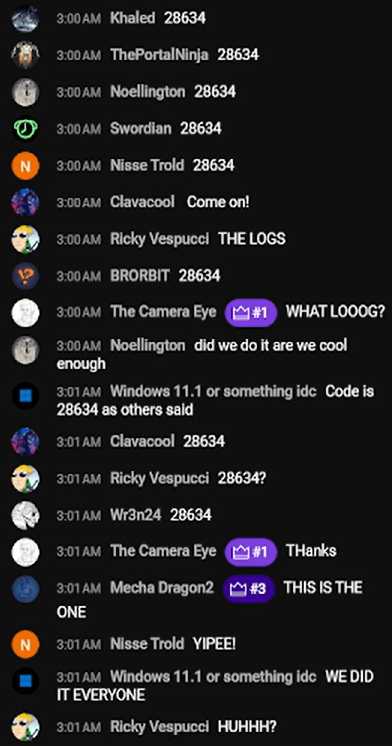 3:00 AM Khaled 28634
3:00 AM ThePortalNinja 28634
3:00 AM Noellington 28634
3:00 AM Swordian 28634
N 3:00 AM Nisse Trold 28634
3:00 AM Clavacool Come on!
3:00 AM Ricky Vespucci THE LOGS
!? 3:00 AM BRORBIT 28634
3:00 AM The Camera Eye #1 WHAT LOOOG?
3:00 AM Noellington did we do it are we cool
enough
3:01 AM Windows 11.1 or something idc Code is
28634 as others said
3:01 AM Clavacool 28634
3:01 AM Ricky Vespucci 28634?
3:01 AM Wr3n24 28634
3:01 AM The Camera Eye #1 THanks
3:01 AM Mecha Dragon2 #3 THIS IS THE
ONE
N 3:01 AM Nisse Trold YIPEE!
3:01 AM Windows 11.1 or something idc WE DID
IT EVERYONE
3:01 AM Ricky Vespucci HUHHH?